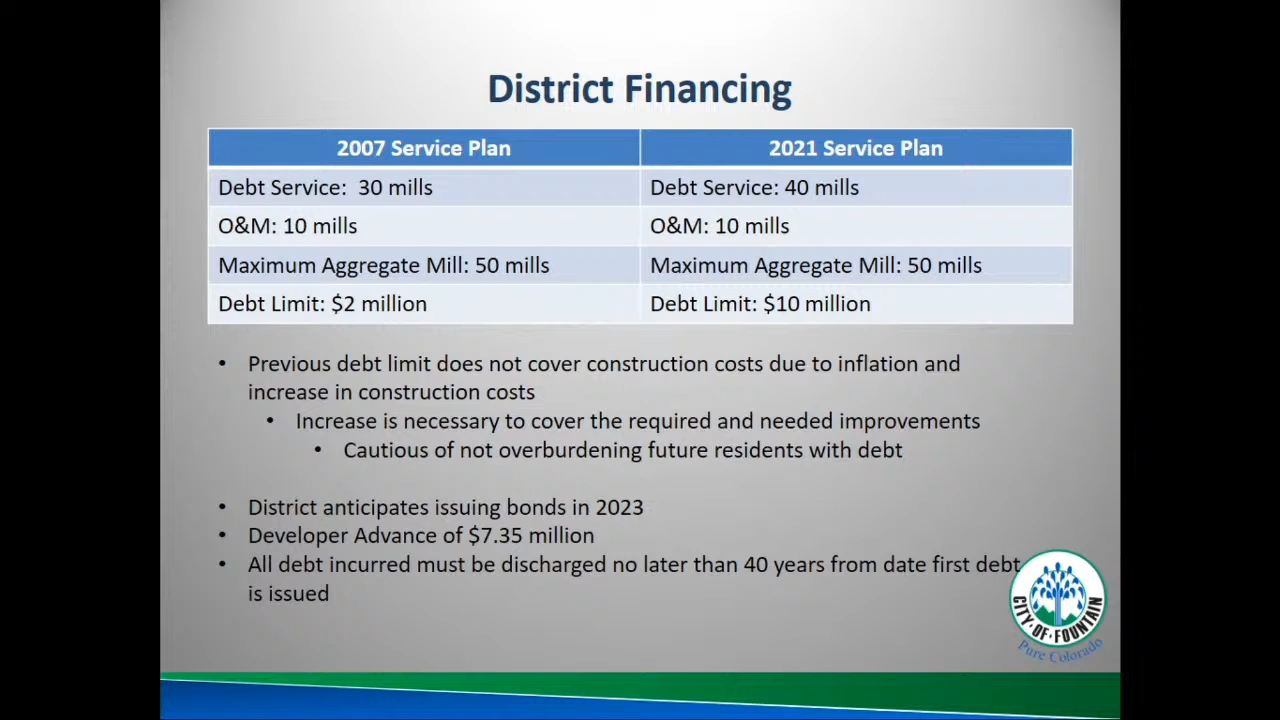 District Financing
2007 Service Plan
2021 Service Plan
Debt Service:  30 mills
Debt Service: 40 mills
O&M: 10 mills
O&M: 10 mills
Maximum Aggregate Mill: 50 mills
Maximum Aggregate Mill: 50 mills
Debt Limit: $2 million
Debt Limit: $10 million
• Previous debt limit does not cover construction costs due to inflation and
increase in construction costs
• Increase is necessary to cover the required and needed improvements
• Cautious of not overburdening future residents with debt
• District anticipates issuing bonds in 2023
• Developer Advance of $7.35 million
• All debt incurred must be discharged no later than 40 years from date first debt
is issued
CITY·OF·FOUNTAIN
Pure Colorado